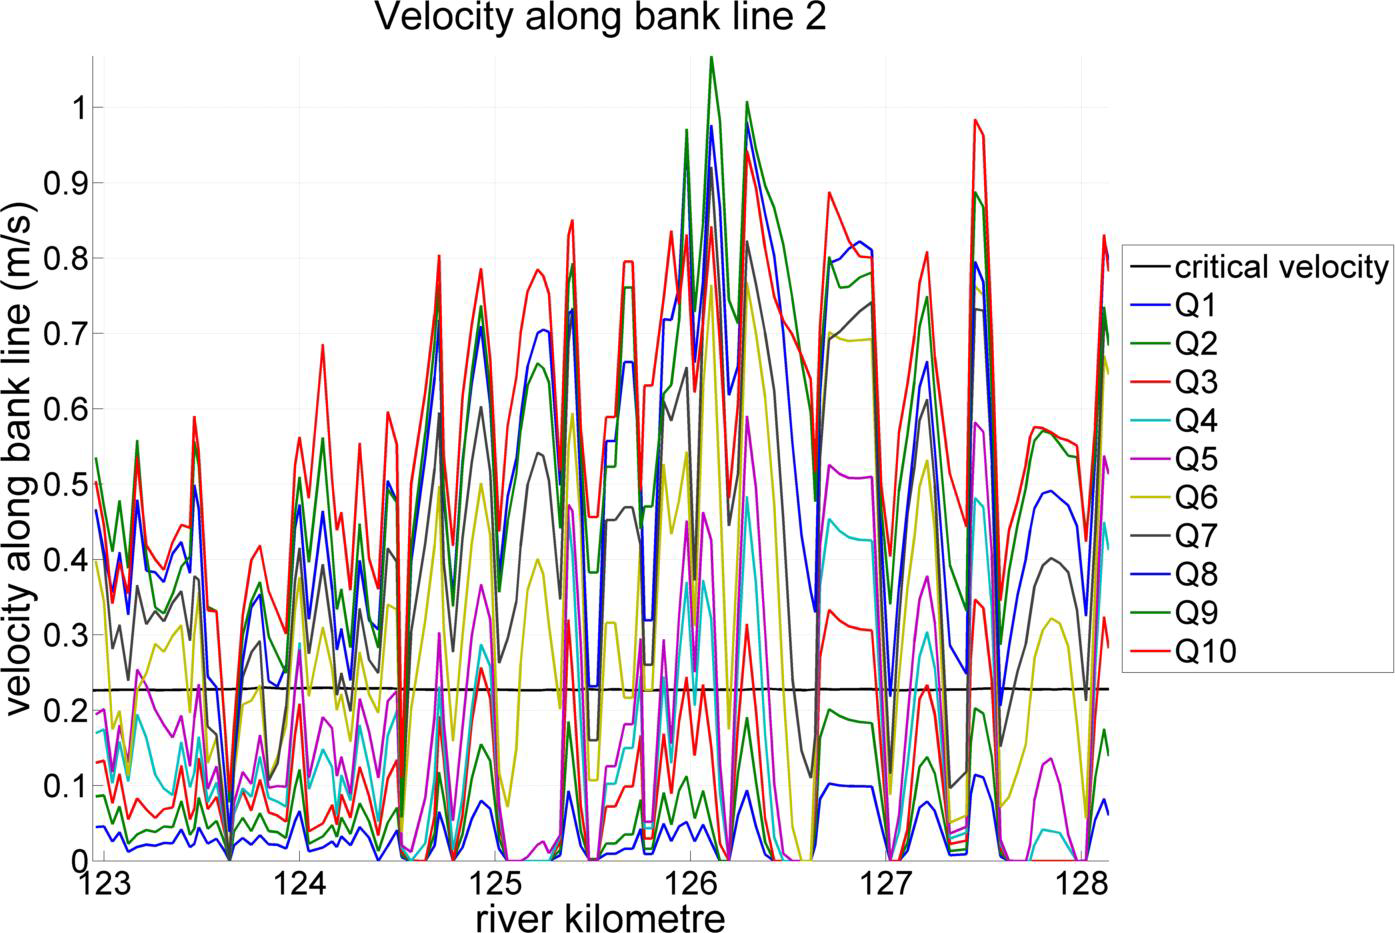 Velocity along bank line 2
velocity along bank line (m/s)
1
0.9
0.8
0.7
0.6
0.5
0.4
0.3
0.2
0.1
0
123 124 125 126 127 128
river kilometre
critical velocity
Q1
Q2
Q3
Q4
Q5
Q6
Q7
Q8
Q9
Q10